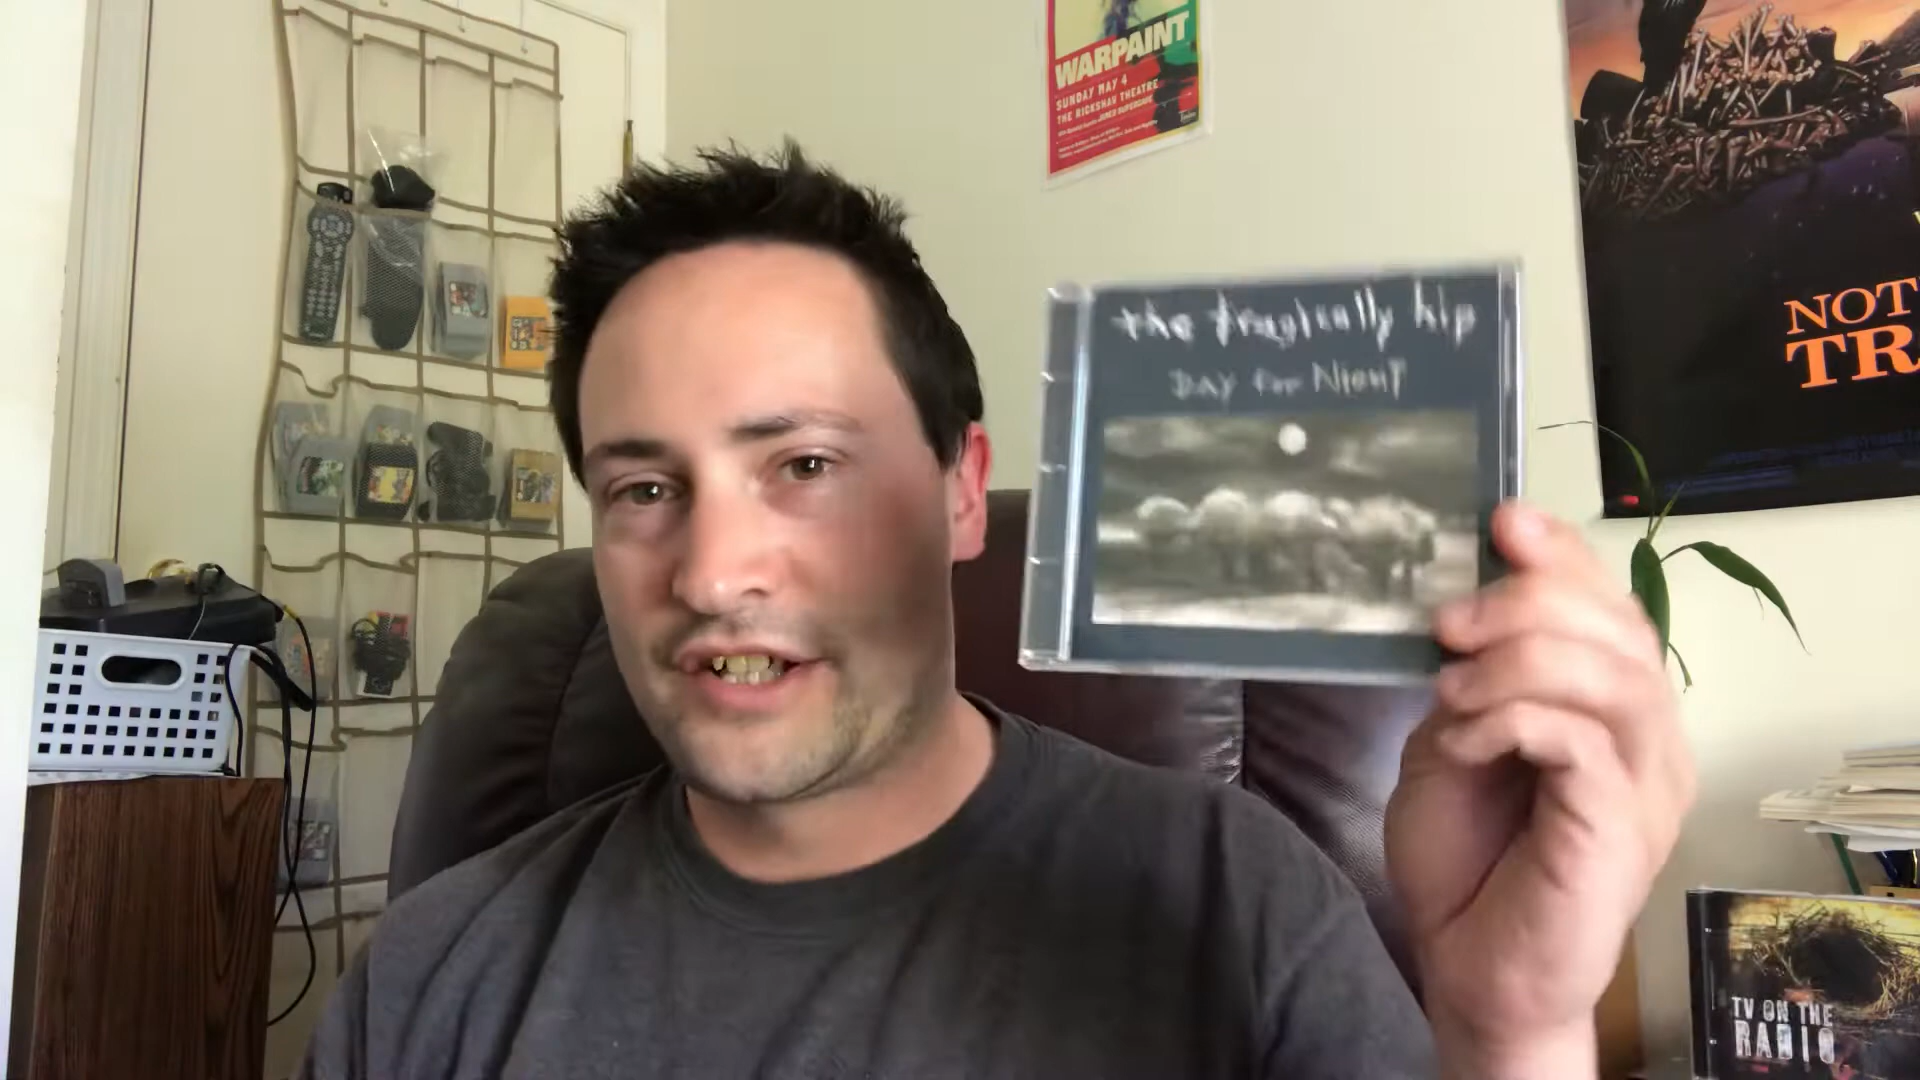 WARPAINT
SUNDAY MAY 4
THE RICKSHAW THEATRE
the tragically hip
DAY for NIGHT
NOT
TR
TV ON THE
RADIO